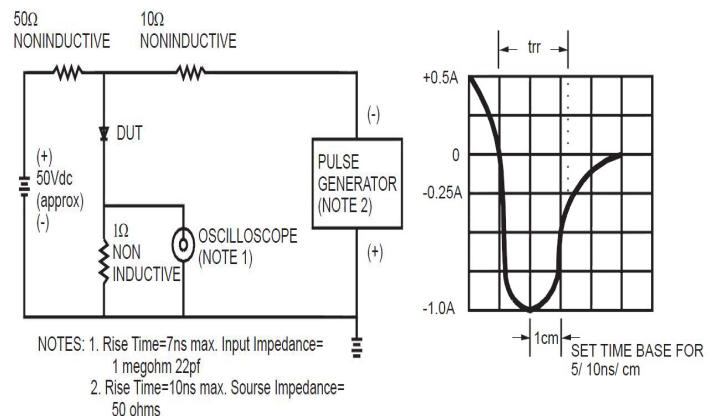 50Ω
NONINDUCTIVE
10Ω
NONINDUCTIVE
DUT
(+)
50Vdc
(approx)
(-)
1Ω
NON
INDUCTIVE
OSCILLOSCOPE
(NOTE 1)
(-)
PULSE
GENERATOR
(NOTE 2)
(+)
NOTES: 1. Rise Time=7ns max. Input Impedance=
1 megohm 22pf
2. Rise Time=10ns max. Sourse Impedance=
50 ohms
trr
+0.5A
0
-0.25A
-1.0A
1cm
SET TIME BASE FOR
5/ 10ns/ cm